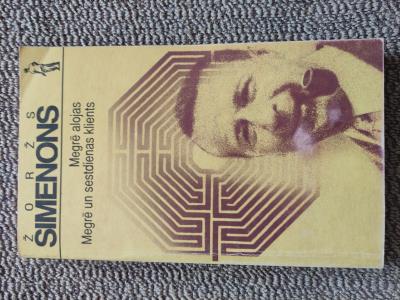 ŽORŽS
SIMENONS
Megrē alojas
Megrē un sestdienas klients